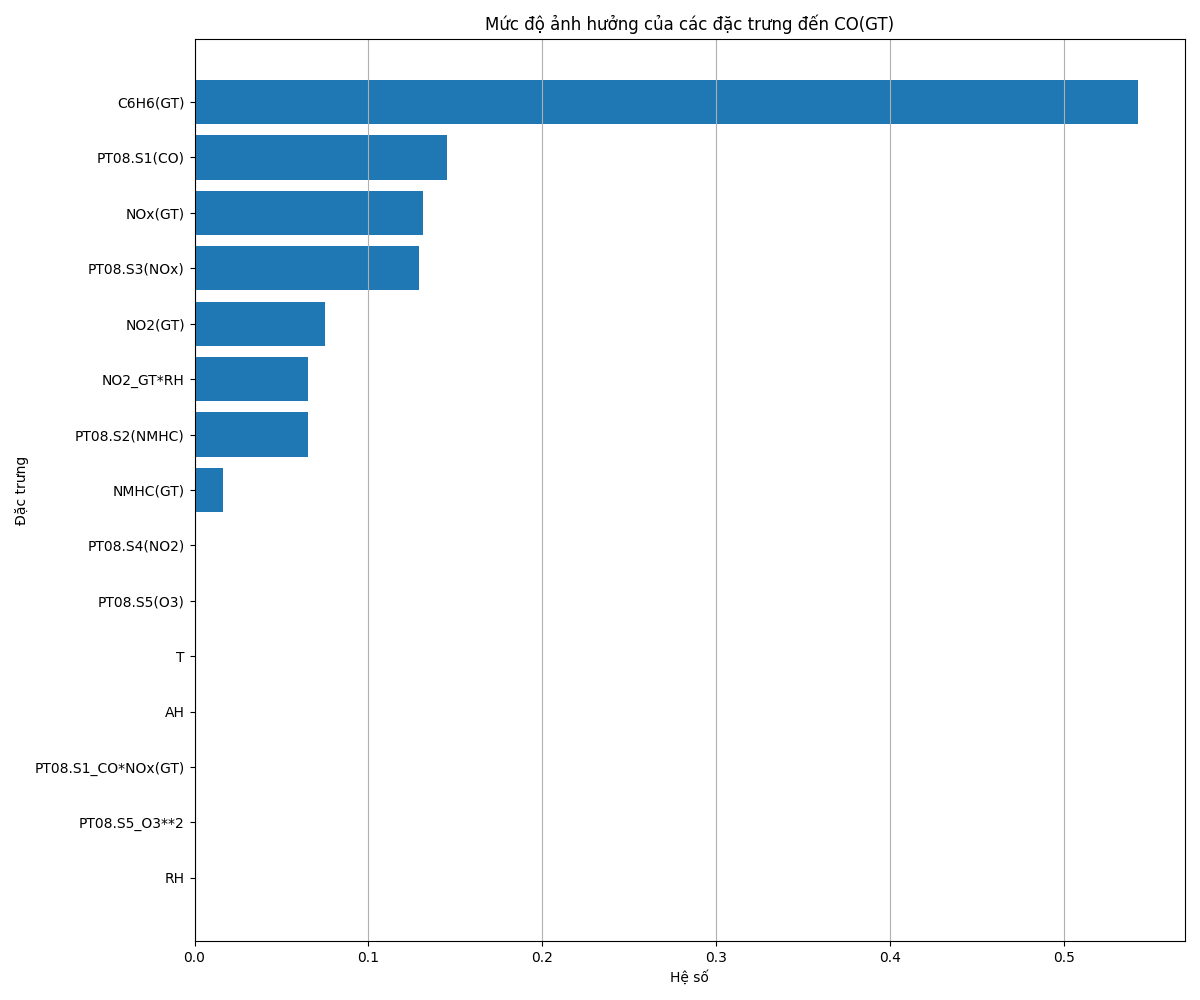 Mức độ ảnh hưởng của các đặc trưng đến CO(GT)
Đặc trưng
C6H6(GT)
PT08.S1(CO)
NOx(GT)
PT08.S3(NOx)
NO2(GT)
NO2_GT*RH
PT08.S2(NMHC)
NMHC(GT)
PT08.S4(NO2)
PT08.S5(O3)
T
AH
PT08.S1_CO*NOx(GT)
PT08.S5_O3**2
RH
0.0 0.1 0.2 0.3 0.4 0.5
Hệ số